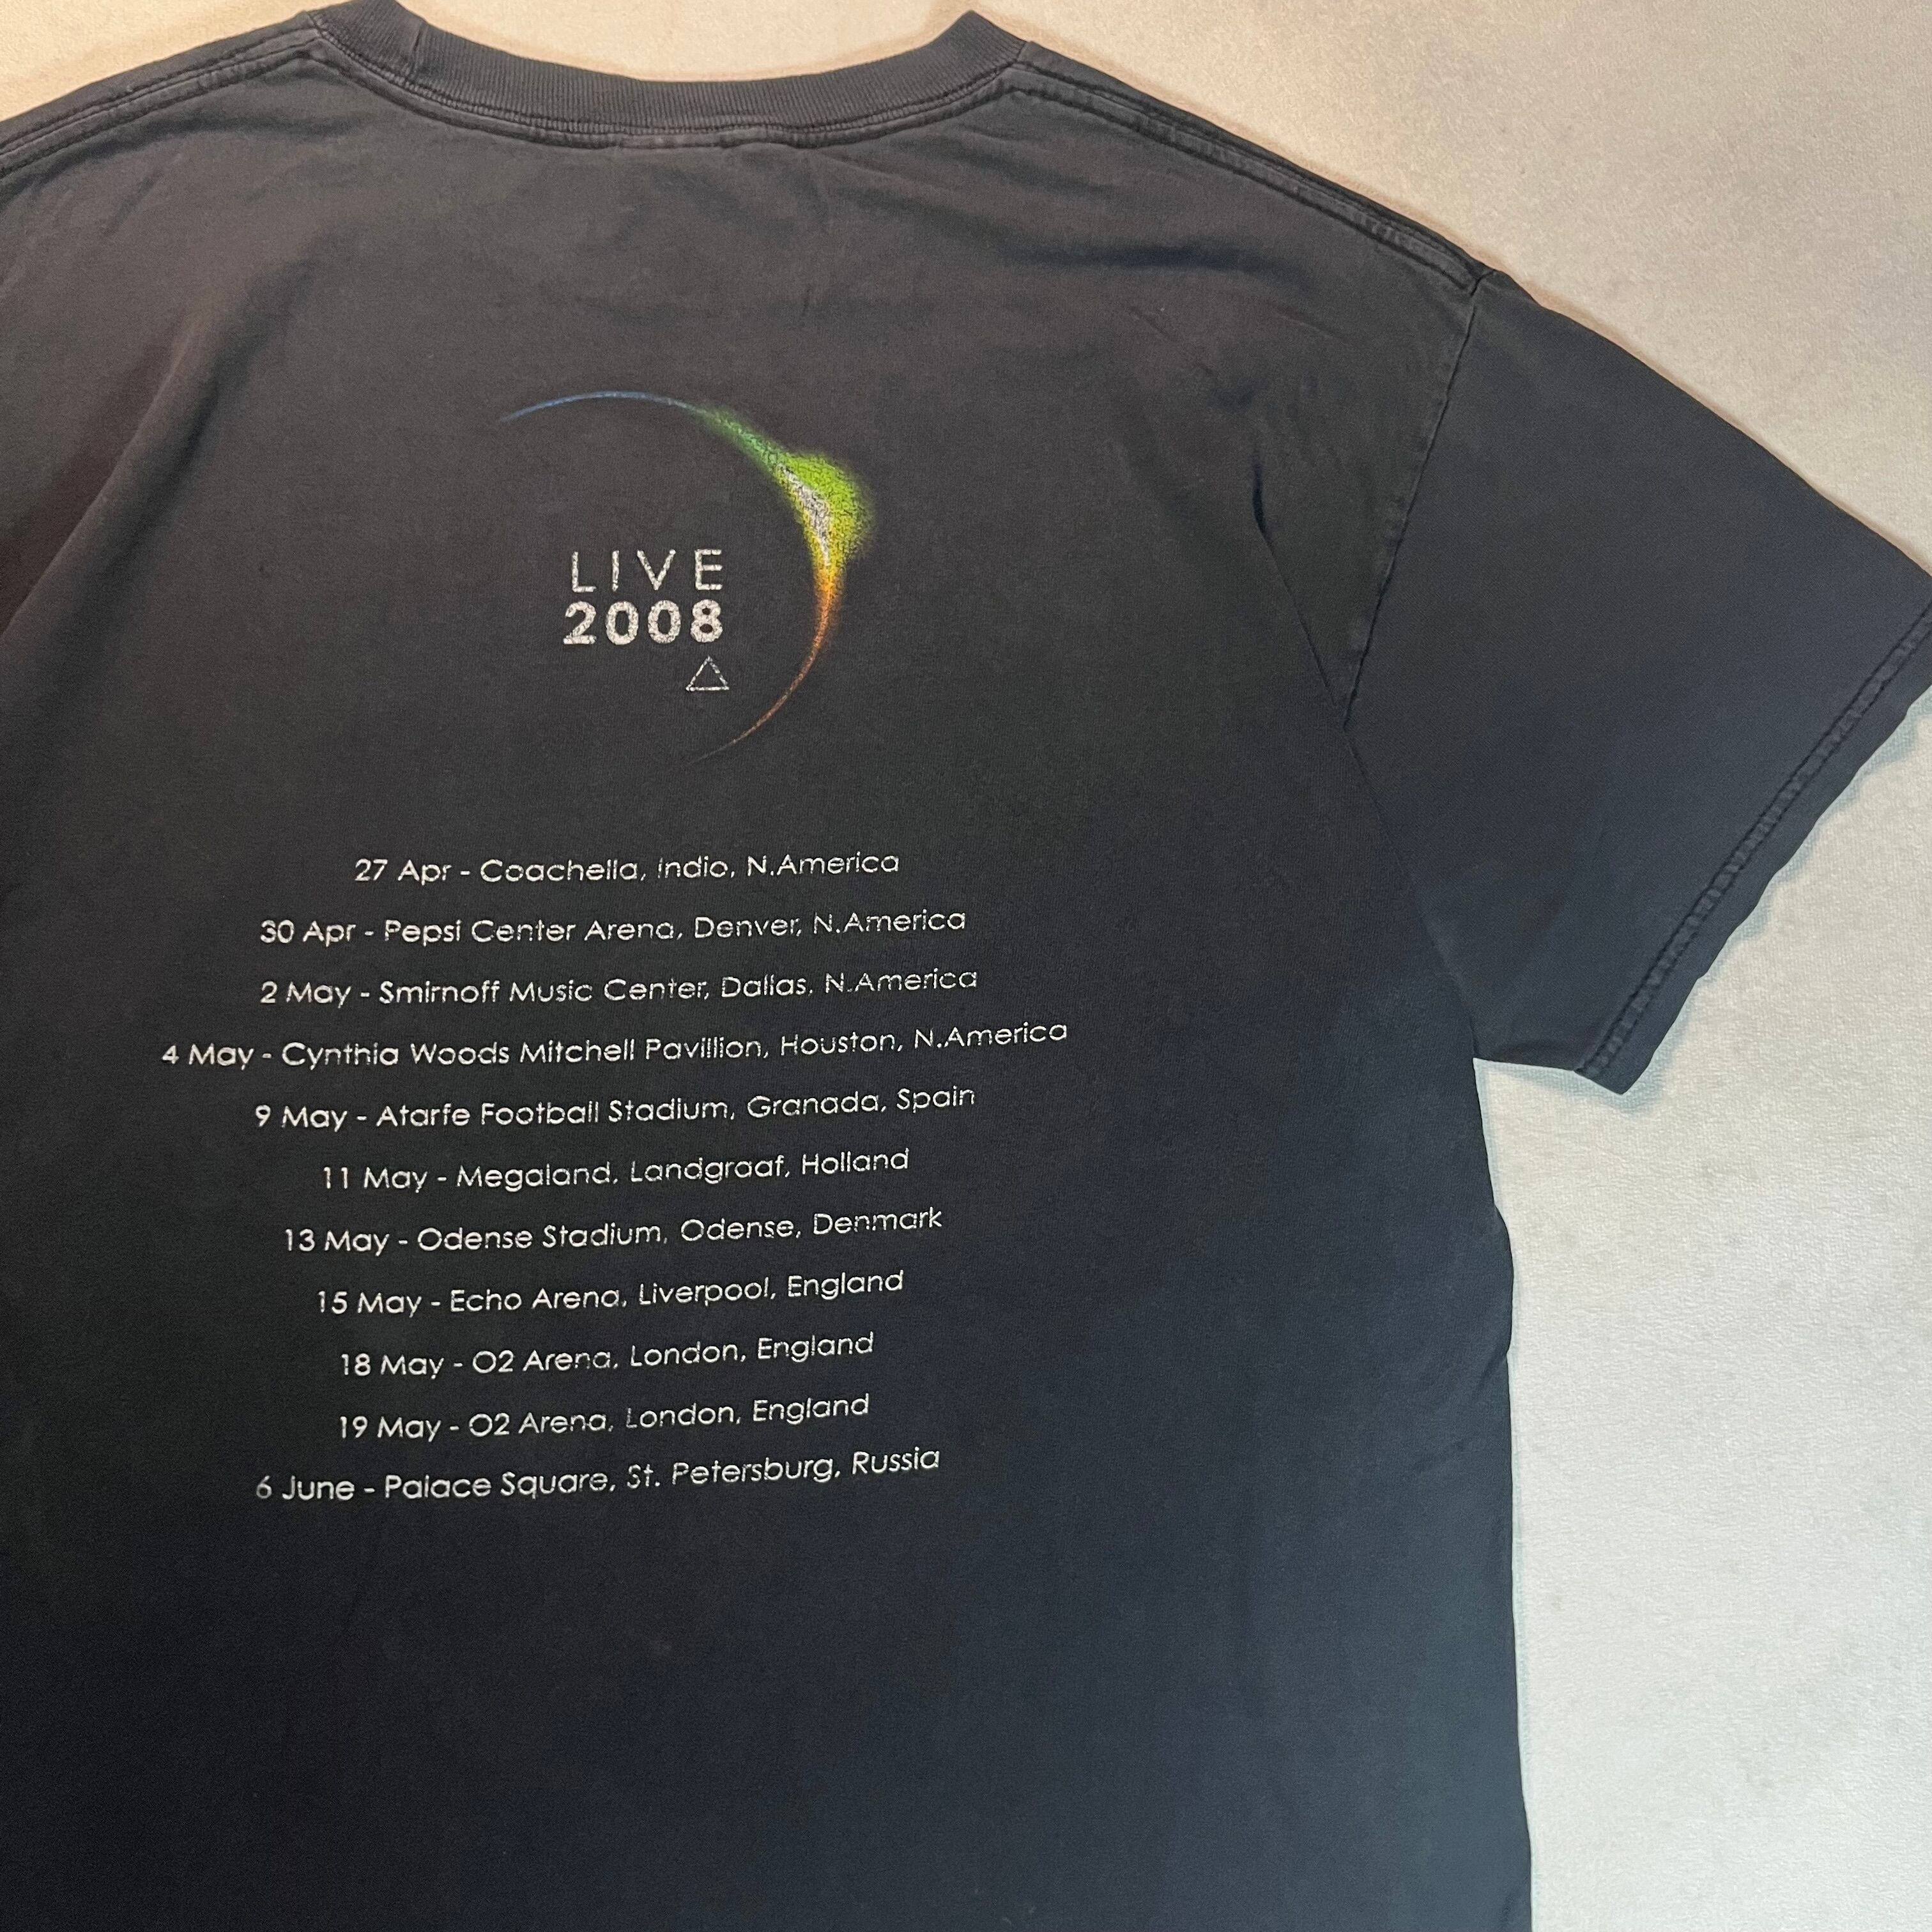 LIVE
2008
27 Apr - Coachella, Indio, N.America
30 Apr - Pepsi Center Arena, Denver, N.America
2 May - Smirnoff Music Center, Dallas, N.America
4 May - Cynthia Woods Mitchell Pavillion, Houston, N.America
9 May - Atarfe Football Stadium, Granada, Spain
11 May - Megaland, Landgraaf, Holland
13 May - Odense Stadium, Odense, Denmark
15 May - Echo Arena, Liverpool, England
18 May - O2 Arena, London, England
19 May - O2 Arena, London, England
6 June - Palace Square, St. Petersburg, Russia